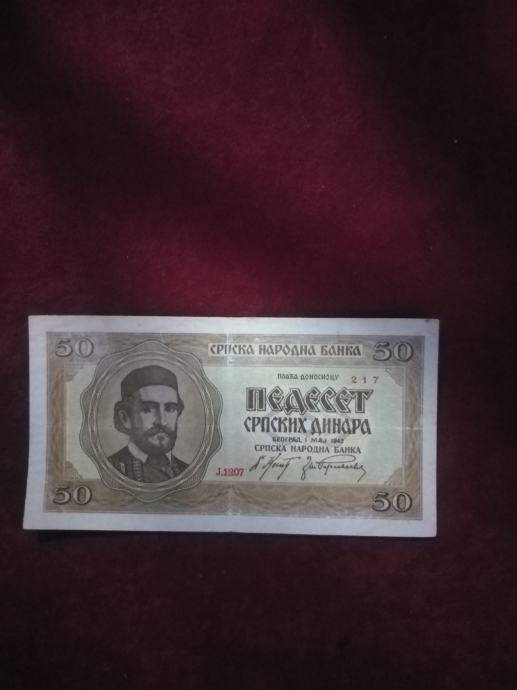 50
СРПСКА НАРОДНА БАНКА
50
ПЛАЋА ДОНОСИОЦУ
217
ПЕДЕСЕТ
СРПСКИХ ДИНАРА
БЕОГРАД, 1 МАЈ 1942
СРПСКА НАРОДНА БАНКА
J.1207
50
50